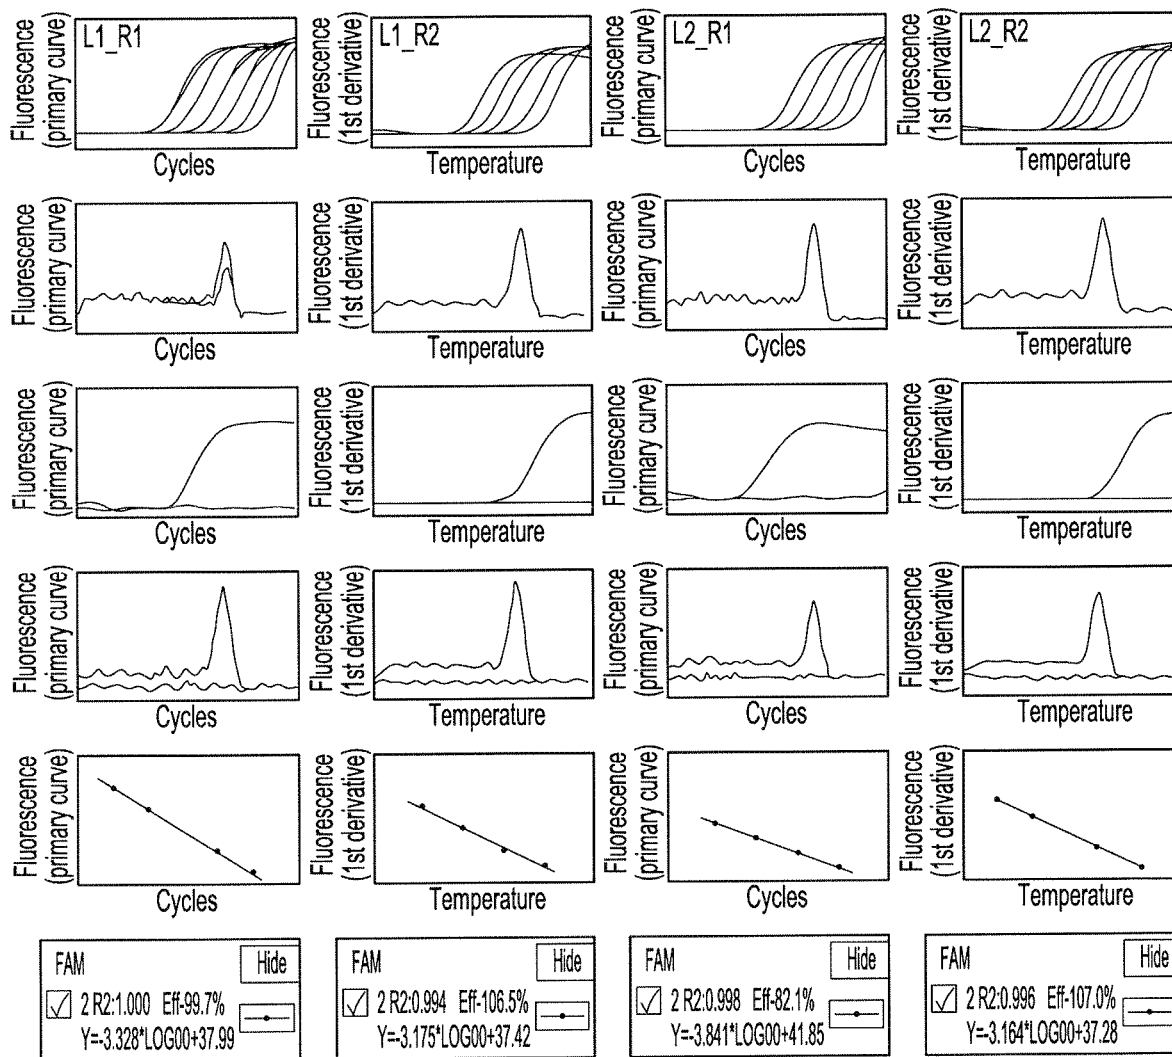 L1_R1
Fluorescence
(primary curve)
Cycles
L1_R2
Fluorescence
(1st derivative)
Temperature
L2_R1
Fluorescence
(primary curve)
Cycles
L2_R2
Fluorescence
(1st derivative)
Temperature
Fluorescence
(primary curve)
Cycles
Fluorescence
(1st derivative)
Temperature
Fluorescence
(primary curve)
Cycles
Fluorescence
(1st derivative)
Temperature
Fluorescence
(primary curve)
Cycles
Fluorescence
(1st derivative)
Temperature
Fluorescence
(primary curve)
Cycles
Fluorescence
(1st derivative)
Temperature
Fluorescence
(primary curve)
Cycles
Fluorescence
(1st derivative)
Temperature
Fluorescence
(primary curve)
Cycles
Fluorescence
(1st derivative)
Temperature
Fluorescence
(primary curve)
Cycles
Fluorescence
(1st derivative)
Temperature
Fluorescence
(primary curve)
Cycles
Fluorescence
(1st derivative)
Temperature
FAM Hide
2 R2:1.000 Eff-99.7%
Y=-3.328*LOG00+37.99
FAM Hide
2 R2:0.994 Eff-106.5%
Y=-3.175*LOG00+37.42
FAM Hide
2 R2:0.998 Eff-82.1%
Y=-3.841*LOG00+41.85
FAM Hide
2 R2:0.996 Eff-107.0%
Y=-3.164*LOG00+37.28